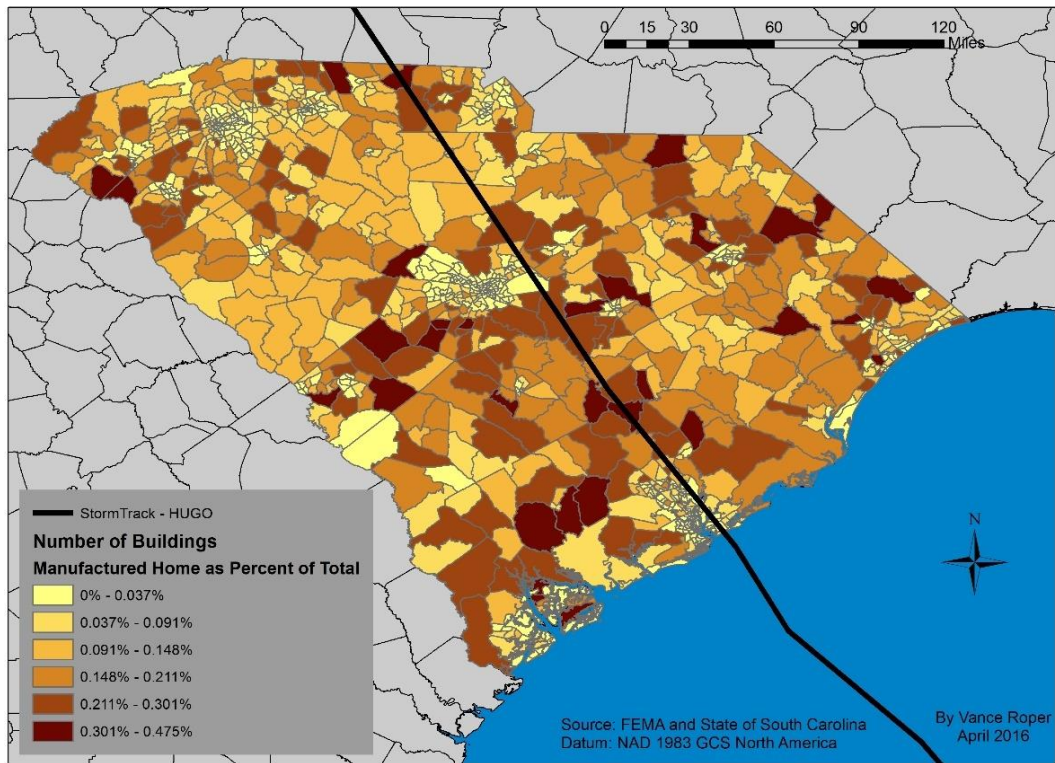 0 15 30 60 90 120
Miles
StormTrack - HUGO
Number of Buildings
Manufactured Home as Percent of Total
0% - 0.037%
0.037% - 0.091%
0.091% - 0.148%
0.148% - 0.211%
0.211% - 0.301%
0.301% - 0.475%
N
Source: FEMA and State of South Carolina
Datum: NAD 1983 GCS North America
By Vance Roper
April 2016